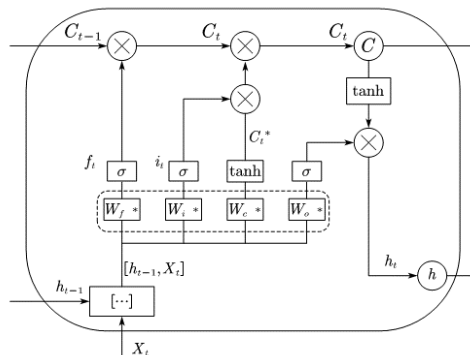 C_{t-1} C_t C_t C
tanh
C_t*
f_t σ i_t σ tanh σ
W_f * W_i * W_c * W_o *
[h_{t-1}, X_t]
h_{t-1} [...] h_t h
X_t